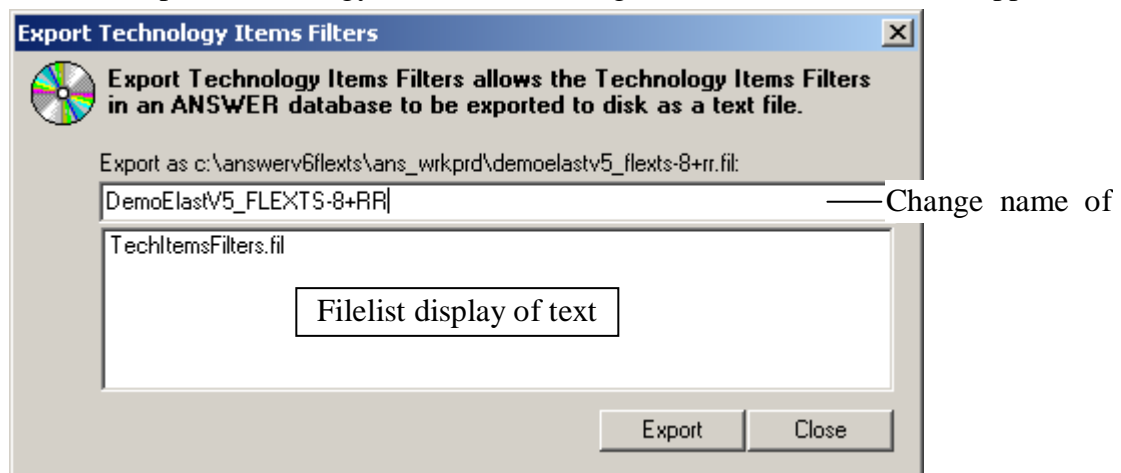 Export Technology Items Filters
Export Technology Items Filters allows the Technology Items Filters
in an ANSWER database to be exported to disk as a text file.
Export as c:\answerv6flexts\ans_wrkprd\demoelastv5_flexts-8+rr.fil:
DemoElastV5_FLEXTS-8+RR
Change name of
TechItemsFilters.fil
Filelist display of text
Export
Close